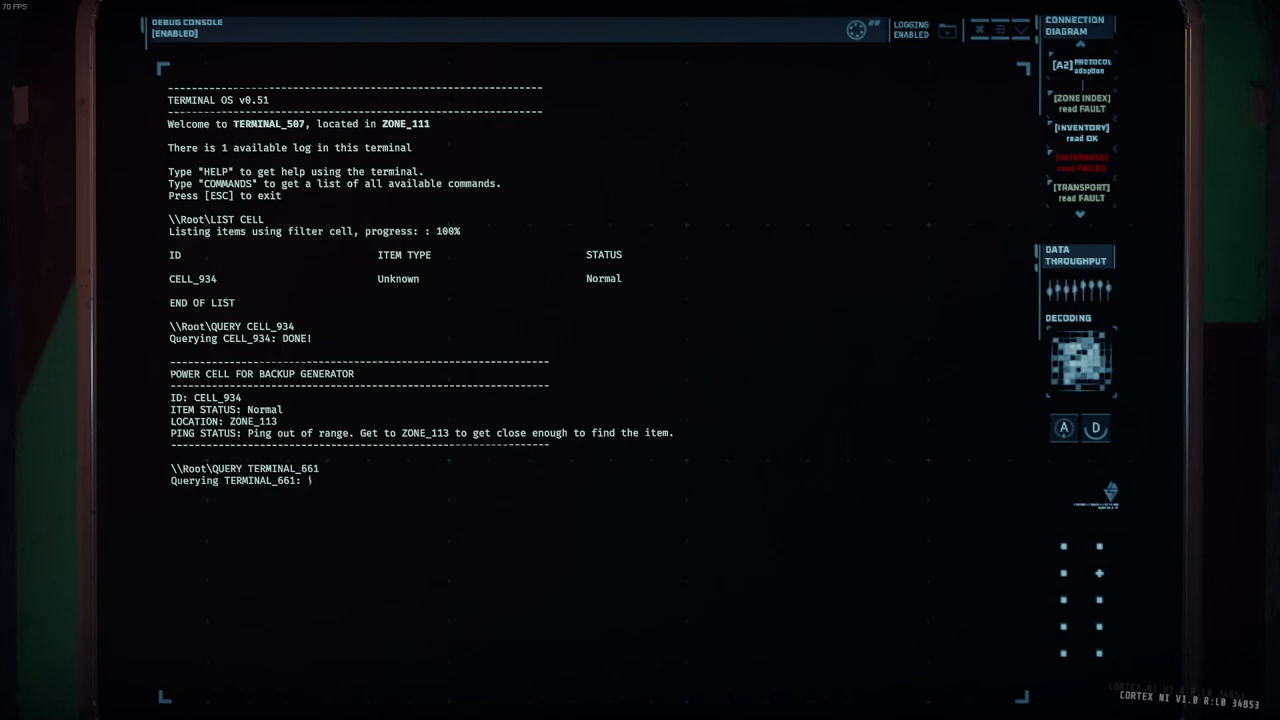 70 FPS
DEBUG CONSOLE
[ENABLED]
LOGGING
ENABLED
------------------------------------------------
TERMINAL OS v0.51
------------------------------------------------
Welcome to TERMINAL_507, located in ZONE_111
There is 1 available log in this terminal
Type "HELP" to get help using the terminal.
Type "COMMANDS" to get a list of all available commands.
Press [ESC] to exit
\\Root\LIST CELL
Listing items using filter cell, progress: : 100%
ID ITEM TYPE STATUS
CELL_934 Unknown Normal
END OF LIST
\\Root\QUERY CELL_934
Querying CELL_934: DONE!
------------------------------------------------
POWER CELL FOR BACKUP GENERATOR
------------------------------------------------
ID: CELL_934
ITEM STATUS: Normal
LOCATION: ZONE_113
PING STATUS: Ping out of range. Get to ZONE_113 to get close enough to find the item.
------------------------------------------------
\\Root\QUERY TERMINAL_661
Querying TERMINAL_661: \
CONNECTION
DIAGRAM
[A2] PROTOCOL
adaption
[ZONE INDEX]
read FAULT
[INVENTORY]
read OK
read FAILED
[TRANSPORT]
read FAULT
DATA
THROUGHPUT
DECODING
A D
CORTEX NI V1.0 R:L0 34853